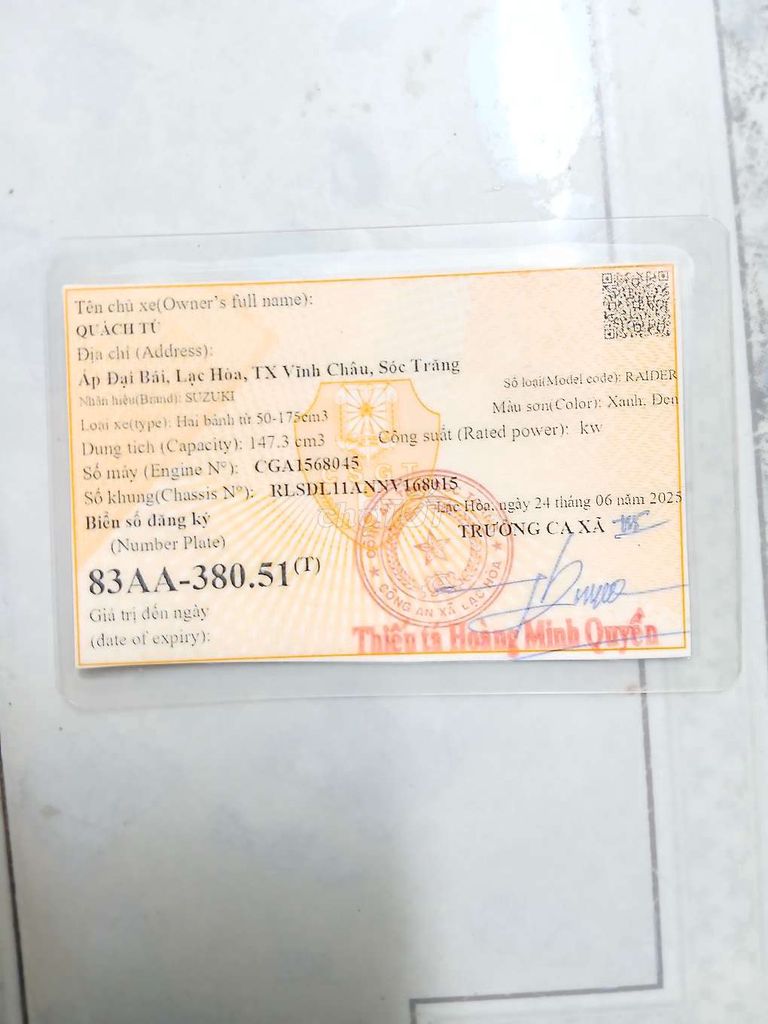 Tên chủ xe(Owner's full name):
QUÁCH TÚ
Địa chỉ (Address):
Ấp Đại Bái, Lạc Hòa, TX Vĩnh Châu, Sóc Trăng
Nhãn hiệu(Brand): SUZUKI
Số loại(Model code): RAIDER
Loại xe(type): Hai bánh từ 50-175cm3
Màu sơn(Color): Xanh, Đen
Dung tích (Capacity): 147.3 cm3
Công suất (Rated power): kw
Số máy (Engine Nº): CGA1568045
Số khung(Chassis Nº): RLSDL11ANNV168015
Biển số đăng ký
(Number Plate)
83AA-380.51(T)
Giá trị đến ngày
(date of expiry):
Lạc Hòa, ngày 24 tháng 06 năm 2025
TRƯỞNG CA XÃ
CÔNG AN XÃ LẠC HÒA
Thiếu tá Hoàng Minh Quyền